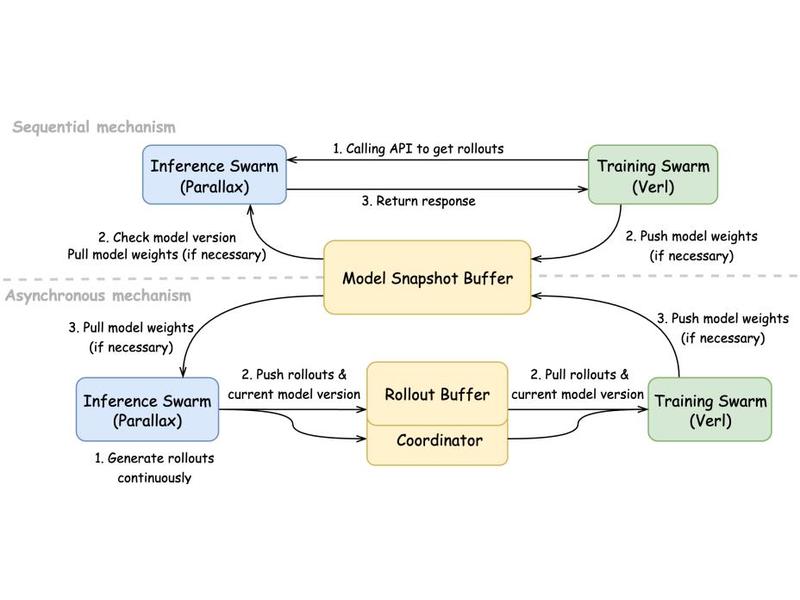 Sequential mechanism
1. Calling API to get rollouts
Inference Swarm
(Parallax)
Training Swarm
(Verl)
3. Return response
2. Check model version
Pull model weights (if necessary)
2. Push model weights
(if necessary)
Model Snapshot Buffer
Asynchronous mechanism
3. Pull model weights
(if necessary)
3. Push model weights
(if necessary)
2. Push rollouts &
current model version
Rollout Buffer
2. Pull rollouts &
current model version
Inference Swarm
(Parallax)
Training Swarm
(Verl)
Coordinator
1. Generate rollouts
continuously